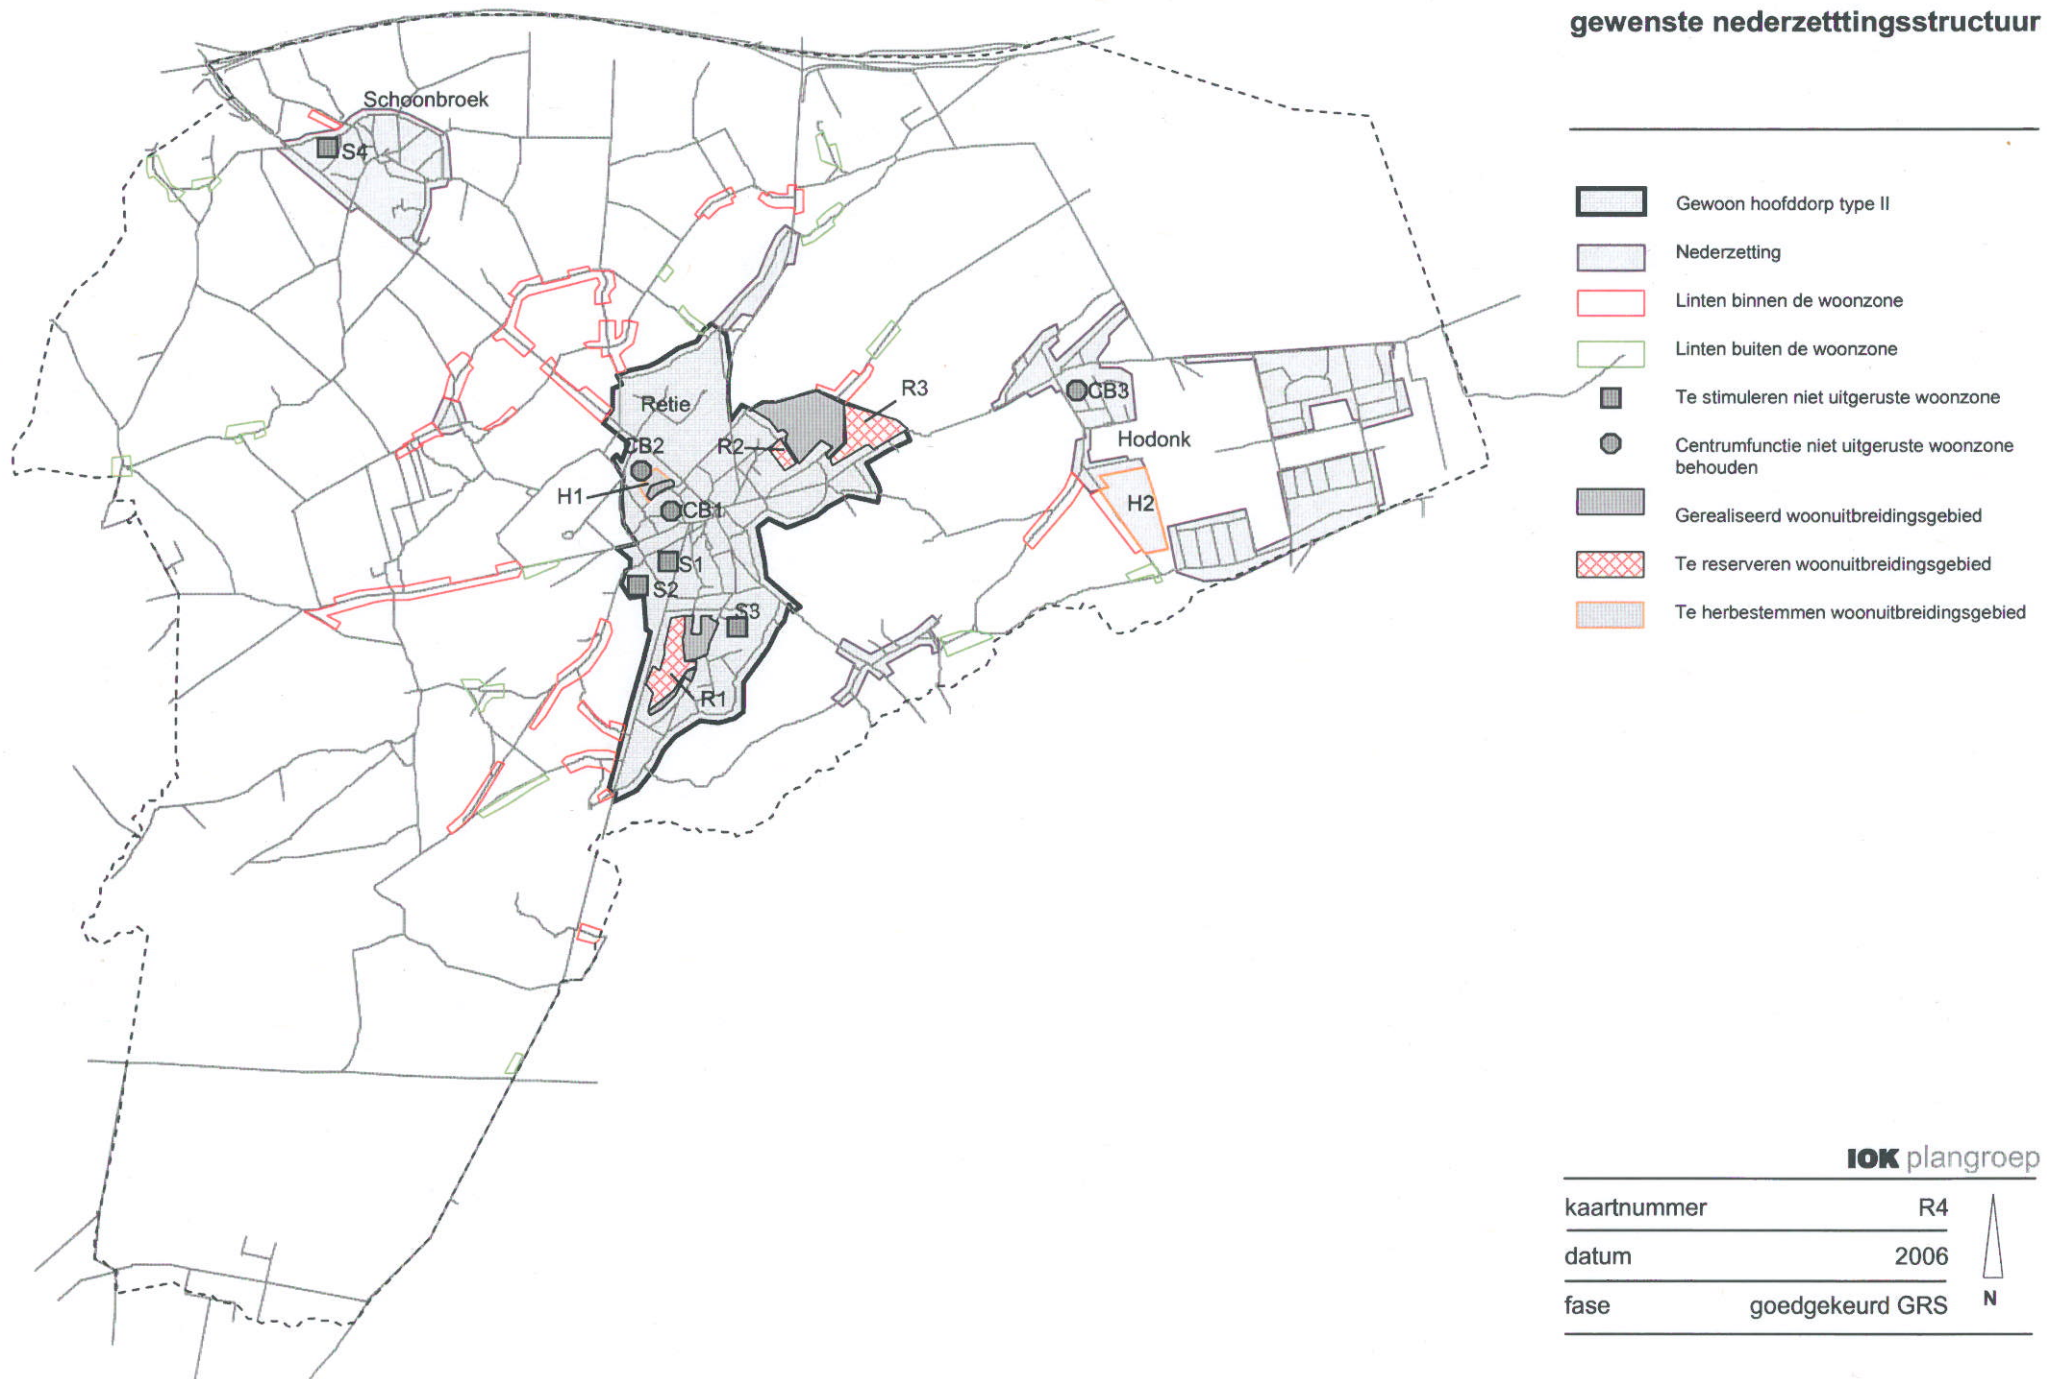 gewenste nederzetttingsstructuur
Schoonbroek
S4
Gewoon hoofddorp type II
Nederzetting
Linten binnen de woonzone
Linten buiten de woonzone
Te stimuleren niet uitgeruste woonzone
Centrumfunctie niet uitgeruste woonzone
behouden
Gerealiseerd woonuitbreidingsgebied
Te reserveren woonuitbreidingsgebied
Te herbestemmen woonuitbreidingsgebied
R3
CB3
Retie
Hodonk
CB2
R2
H1
H2
CB1
S1
S2
S3
R1
IOK plangroep
kaartnummer R4
datum 2006
fase goedgekeurd GRS
N